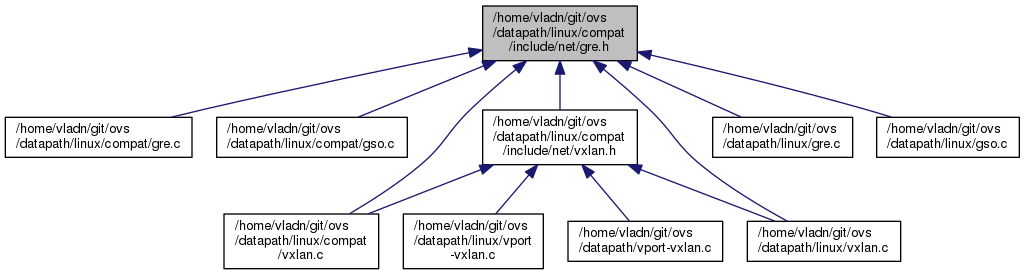 /home/vladn/git/ovs
/datapath/linux/compat
/include/net/gre.h
/home/vladn/git/ovs
/datapath/linux/compat/gre.c
/home/vladn/git/ovs
/datapath/linux/compat/gso.c
/home/vladn/git/ovs
/datapath/linux/compat
/include/net/vxlan.h
/home/vladn/git/ovs
/datapath/linux/gre.c
/home/vladn/git/ovs
/datapath/linux/gso.c
/home/vladn/git/ovs
/datapath/linux/compat
/vxlan.c
/home/vladn/git/ovs
/datapath/linux/vport
-vxlan.c
/home/vladn/git/ovs
/datapath/vport-vxlan.c
/home/vladn/git/ovs
/datapath/linux/vxlan.c